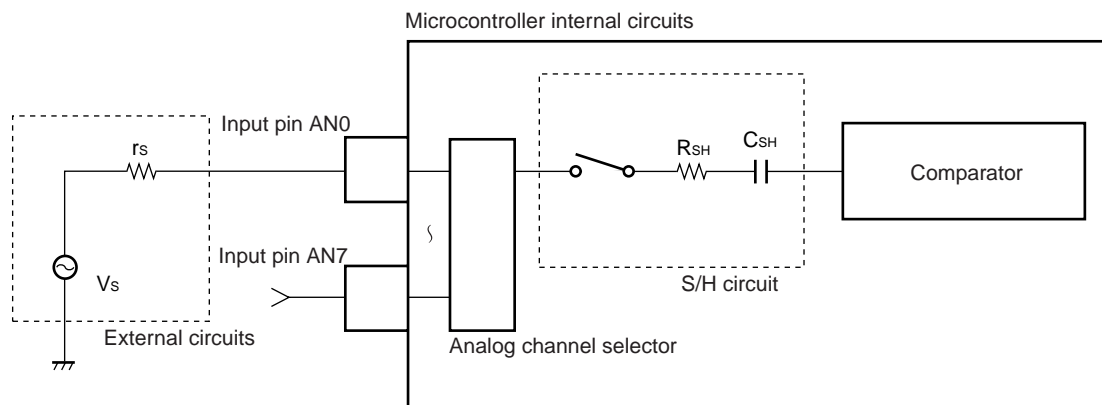 Microcontroller internal circuits
Input pin AN0
rS
RSH
CSH
Comparator
Input pin AN7
VS
S/H circuit
External circuits
Analog channel selector